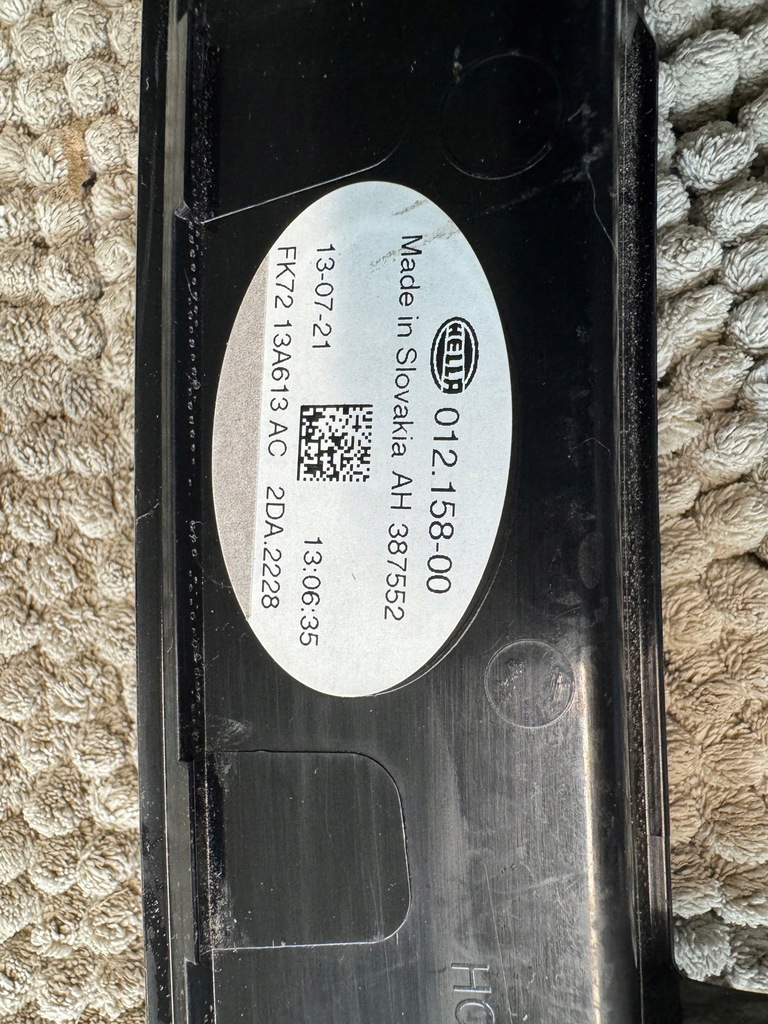 HELLA 012.158-00
Made in Slovakia AH 387552
13-07-21 13:06:35
FK72 13A613 AC 2DA.2228